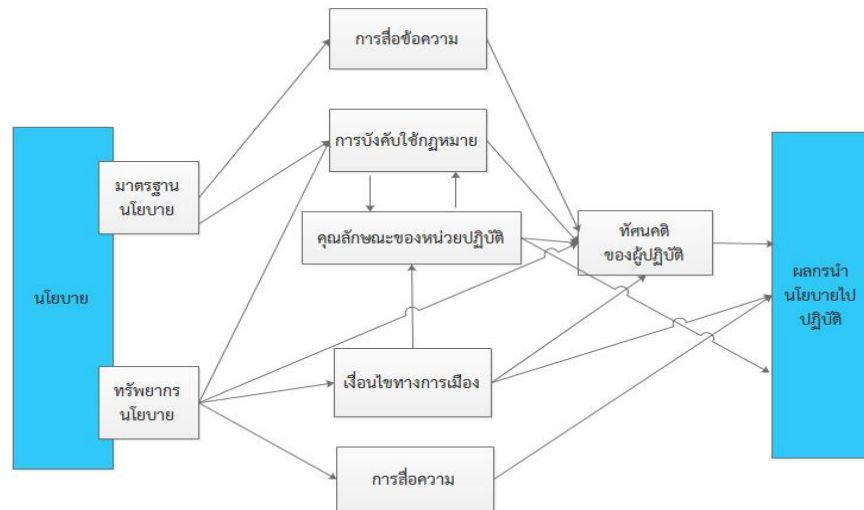 การสื่อข้อความ
การบังคับใช้กฎหมาย
มาตรฐาน
นโยบาย
คุณลักษณะของหน่วยปฏิบัติ
ทัศนคติ
ของผู้ปฏิบัติ
นโยบาย
ผลกรนำ
นโยบายไป
ปฏิบัติ
ทรัพยากร
นโยบาย
เงื่อนไขทางการเมือง
การสื่อความ